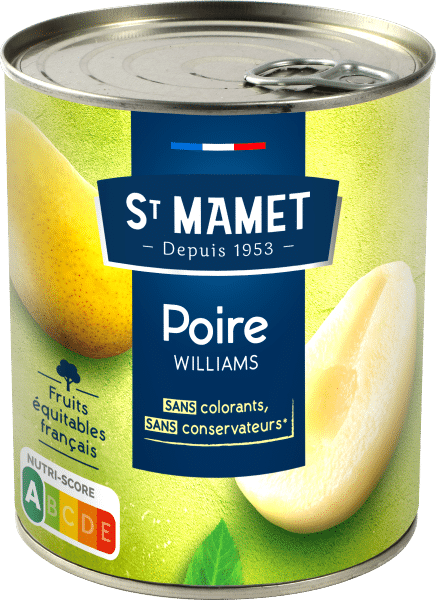 ST MAMET
– Depuis 1953 –
Poire
WILLIAMS
SANS colorants,
SANS conservateurs*
Fruits
équitables
français
NUTRI-SCORE
A B C D E